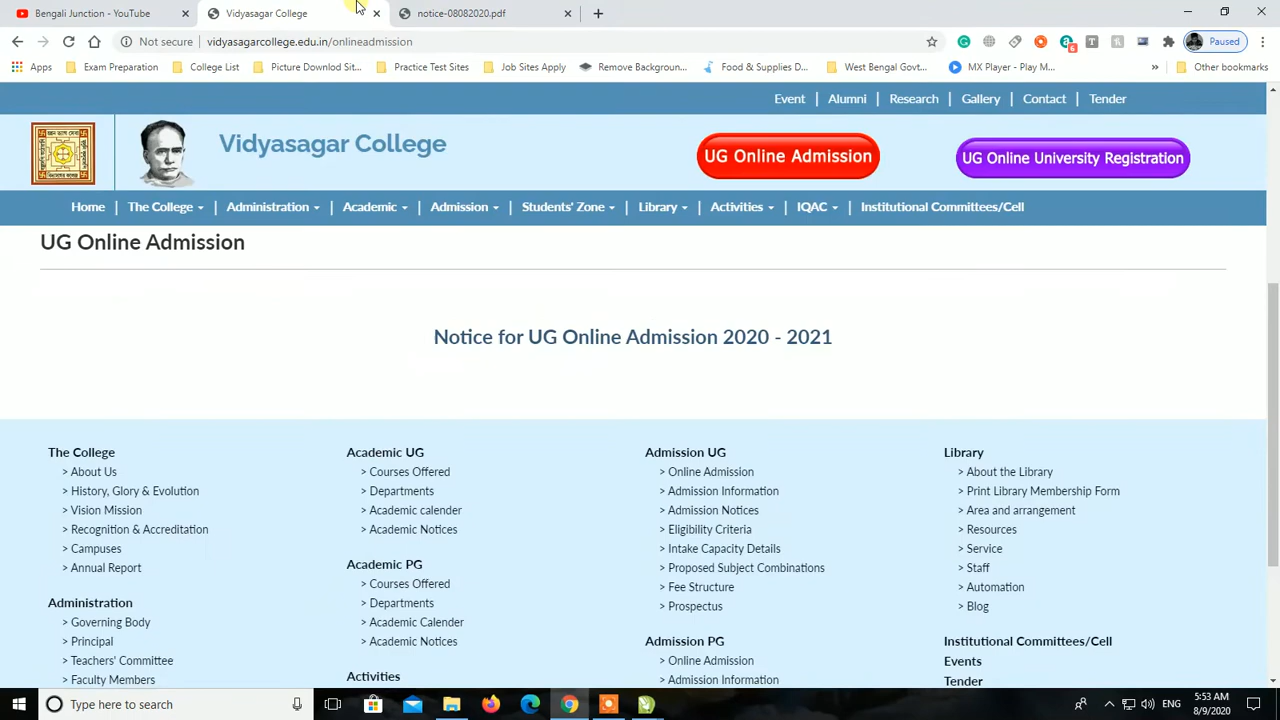 Bengali Junction - YouTube
Vidyasagar College
notice-08082020.pdf
Not secure
vidyasagarcollege.edu.in/onlineadmission
6
T
Paused
Apps
Exam Preparation
College List
Picture Downlod Sit...
Practice Test Sites
Job Sites Apply
Remove Backgroun...
Food & Supplies D...
West Bengal Govt...
MX Player - Play M...
»
Other bookmarks
Event | Alumni | Research | Gallery | Contact | Tender
Vidyasagar College
UG Online Admission
UG Online University Registration
Home | The College | Administration | Academic | Admission | Students' Zone | Library | Activities | IQAC | Institutional Committees/Cell
UG Online Admission
Notice for UG Online Admission 2020 - 2021
The College
> About Us
> History, Glory & Evolution
> Vision Mission
> Recognition & Accreditation
> Campuses
> Annual Report
Administration
> Governing Body
> Principal
> Teachers' Committee
> Faculty Members
Academic UG
> Courses Offered
> Departments
> Academic calender
> Academic Notices
Academic PG
> Courses Offered
> Departments
> Academic Calender
> Academic Notices
Activities
Admission UG
> Online Admission
> Admission Information
> Admission Notices
> Eligibility Criteria
> Intake Capacity Details
> Proposed Subject Combinations
> Fee Structure
> Prospectus
Admission PG
> Online Admission
> Admission Information
Library
> About the Library
> Print Library Membership Form
> Area and arrangement
> Resources
> Service
> Staff
> Automation
> Blog
Institutional Committees/Cell
Events
Tender
Type here to search
ENG
5:53 AM
8/9/2020